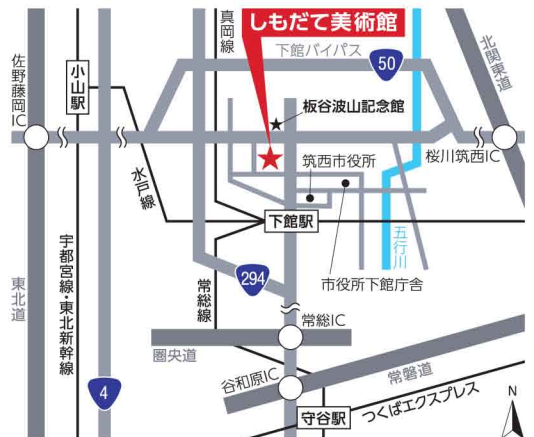 しもだて美術館
真岡線
下館バイパス
50
北関東道
佐野藤岡IC
小山駅
板谷波山記念館
筑西市役所
桜川筑西IC
水戸線
下館駅
五行川
市役所下館庁舎
294
常総線
宇都宮線・東北新幹線
東北道
常総IC
圏央道
谷和原IC
常磐道
4
守谷駅
つくばエクスプレス
N